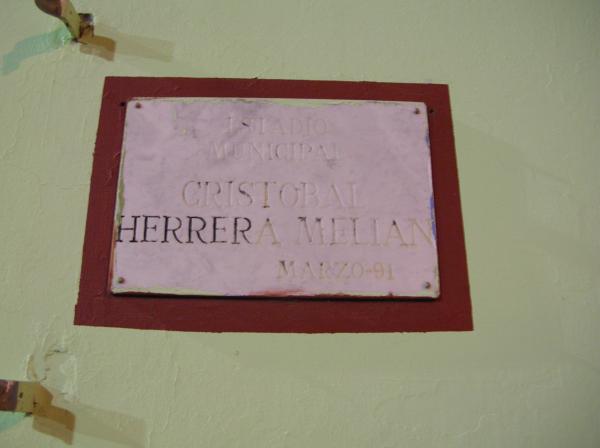 ESTADIO
MUNICIPAL
CRISTOBAL
HERRERA MELIAN
MARZO-91